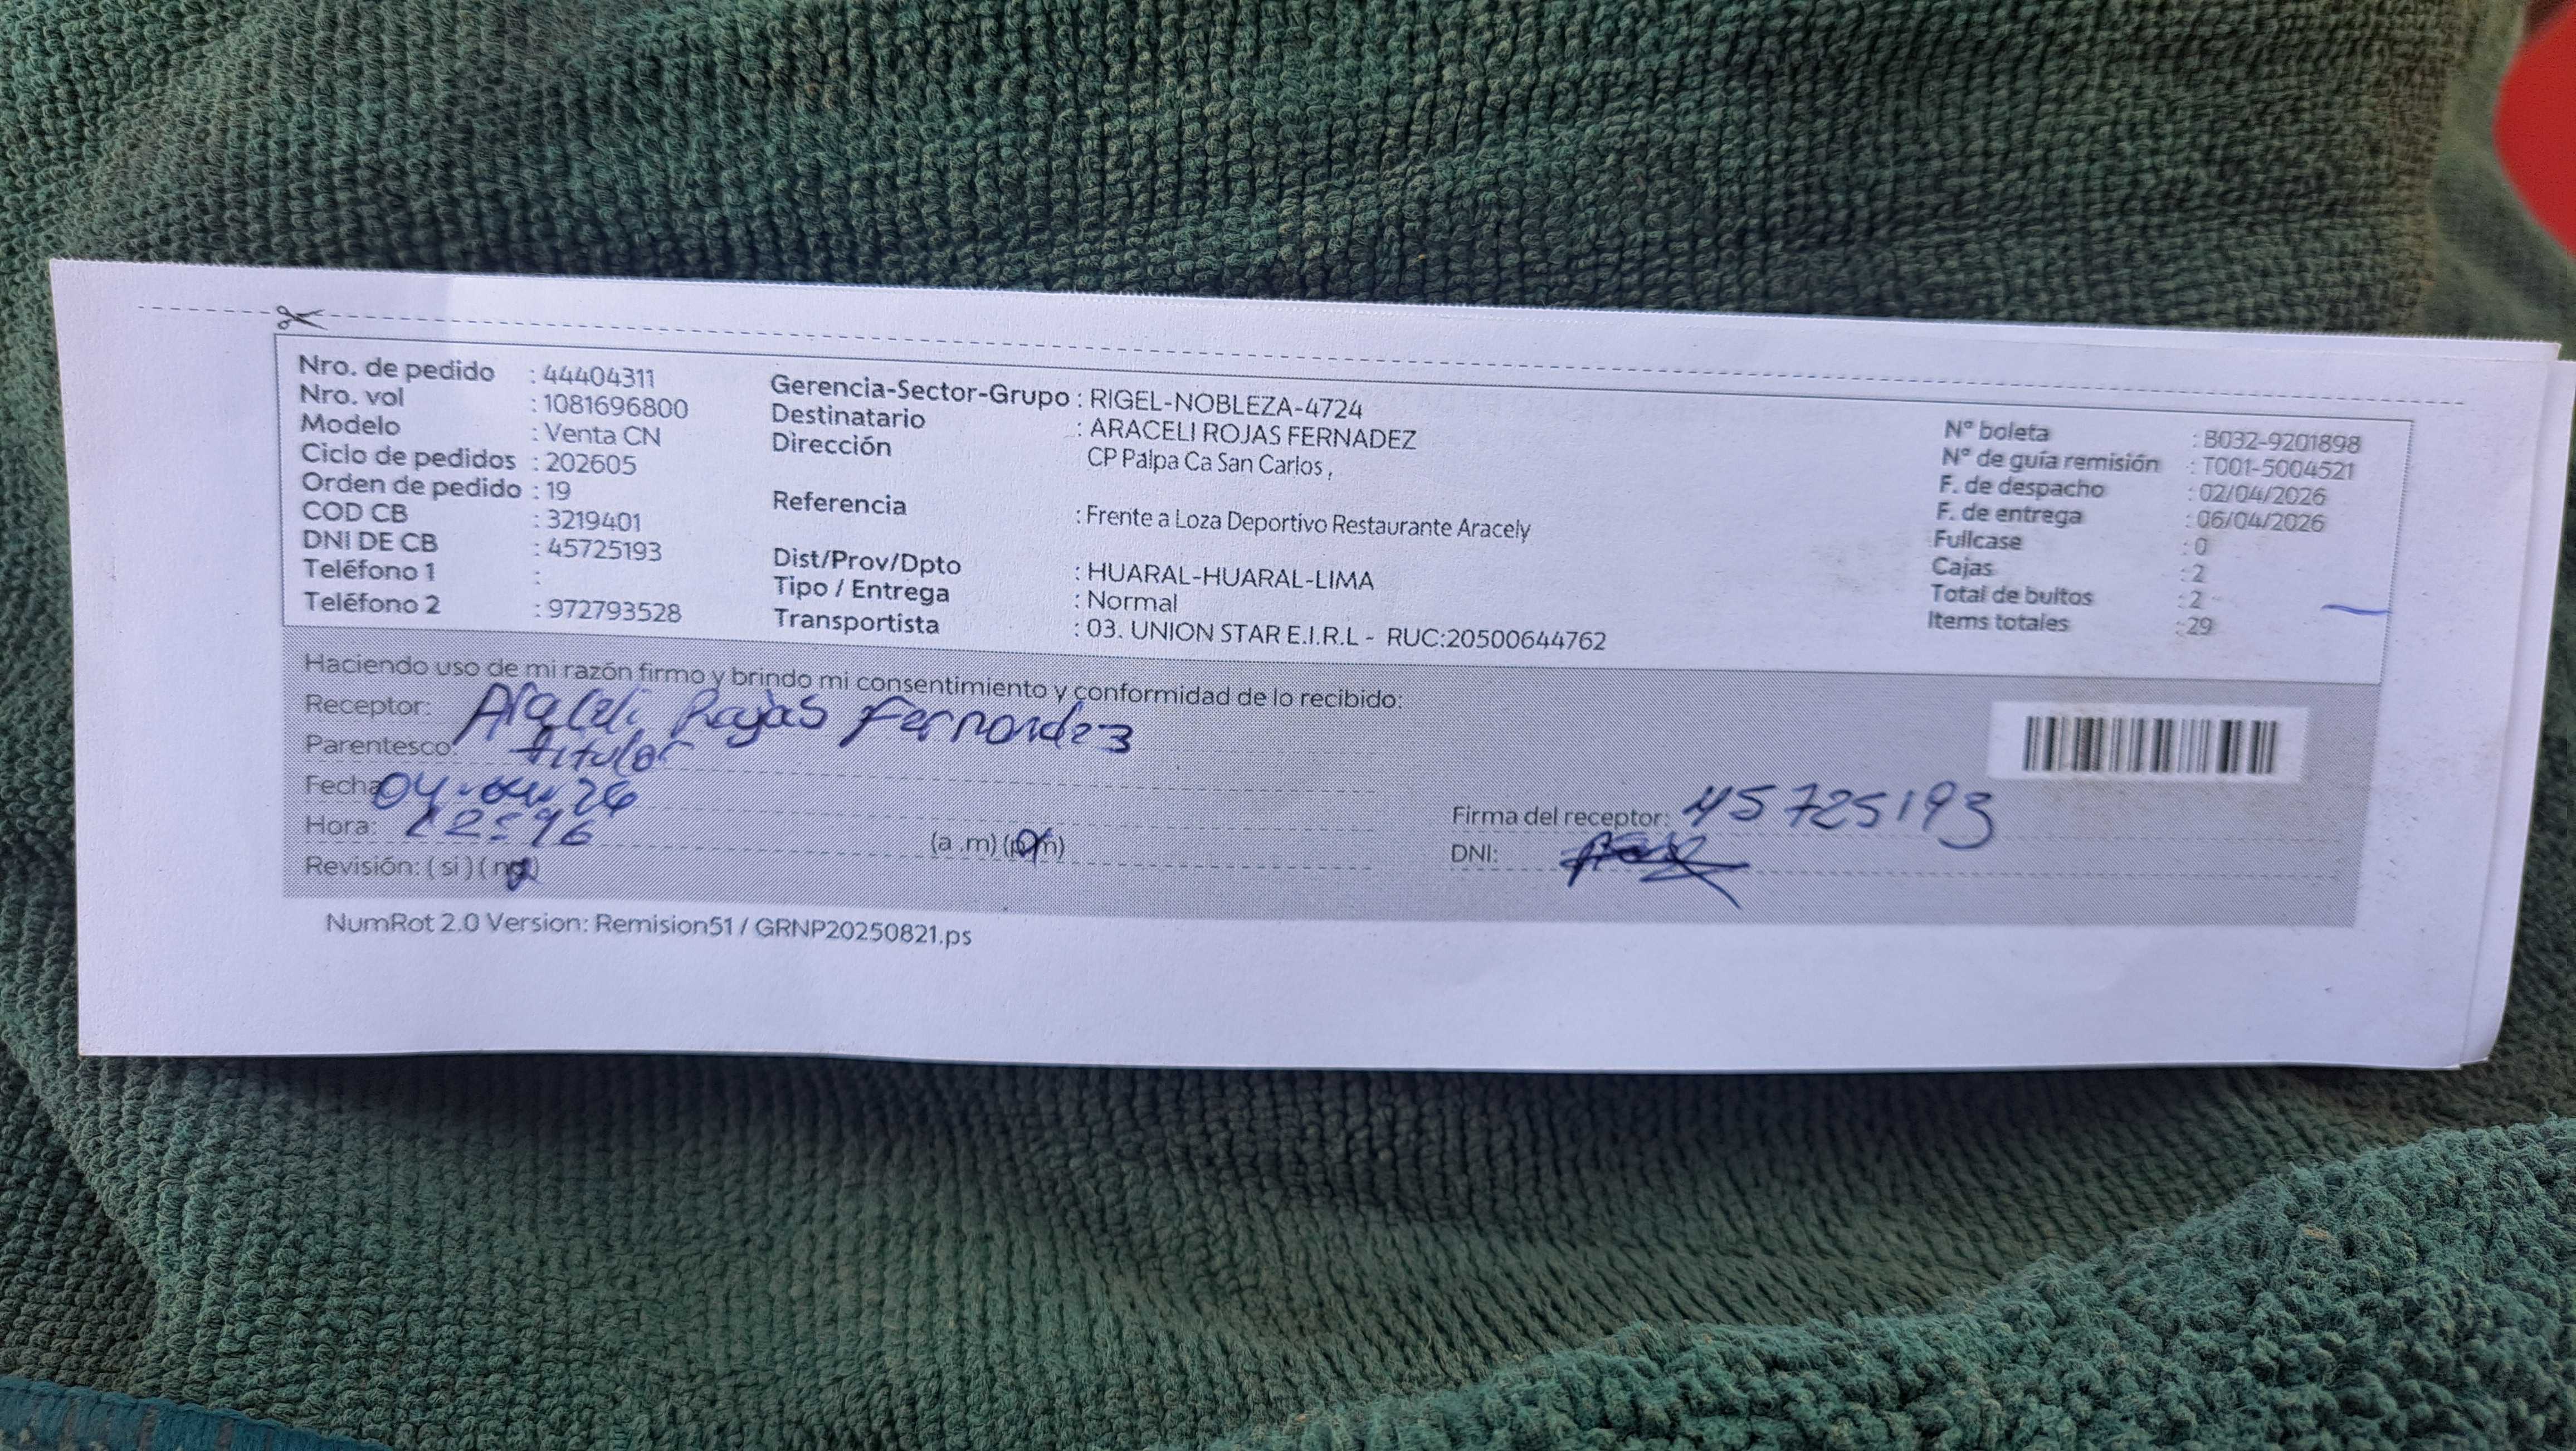 Nro. de pedido : 44404311
Nro. vol : 1081696800
Modelo : Venta CN
Ciclo de pedidos : 202605
Orden de pedido : 19
COD CB : 3219401
DNI DE CB : 45725193
Teléfono 1 :
Teléfono 2 : 972793528
Gerencia-Sector-Grupo : RIGEL-NOBLEZA-4724
Destinatario : ARACELI ROJAS FERNADEZ
Dirección CP Palpa Ca San Carlos ,
Referencia : Frente a Loza Deportivo Restaurante Aracely
Dist/Prov/Dpto : HUARAL-HUARAL-LIMA
Tipo / Entrega : Normal
Transportista : 03. UNION STAR E.I.R.L - RUC:20500644762
N° boleta : B032-9201898
N° de guía remisión : T001-5004521
F. de despacho : 02/04/2026
F. de entrega : 06/04/2026
Fullcase : 0
Cajas : 2
Total de bultos : 2
Items totales : 29
Haciendo uso de mi razón firmo y brindo mi consentimiento y conformidad de lo recibido:
Receptor: Araceli Rojas Fernandez
Parentesco: titular
Fecha 04 26
Hora: (a .m) (p.m)
Revisión: ( si ) ( no )
Firma del receptor: 45725193
DNI:
NumRot 2.0 Version: Remision51 / GRNP20250821.ps